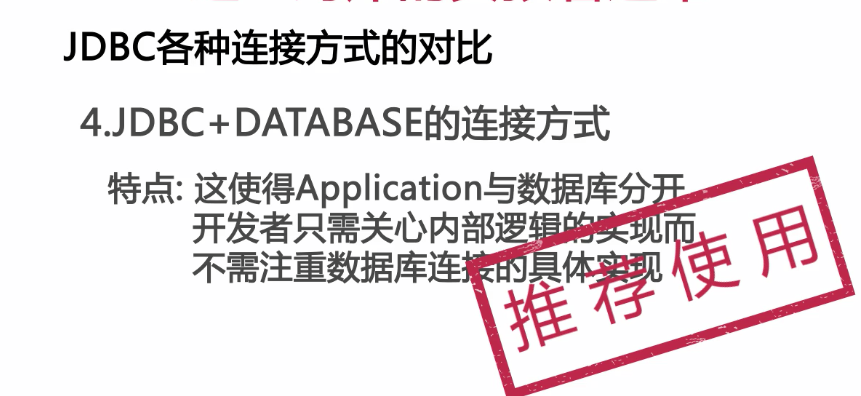 JDBC各种连接方式的对比
4.JDBC+DATABASE的连接方式
特点: 这使得Application与数据库分开
开发者只需关心内部逻辑的实现而
不需注重数据库连接的具体实现
推荐使用